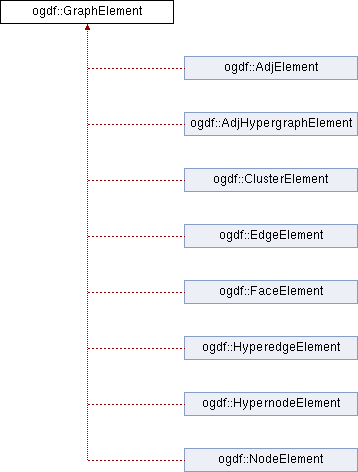 ogdf::GraphElement
ogdf::AdjElement
ogdf::AdjHypergraphElement
ogdf::ClusterElement
ogdf::EdgeElement
ogdf::FaceElement
ogdf::HyperedgeElement
ogdf::HypernodeElement
ogdf::NodeElement